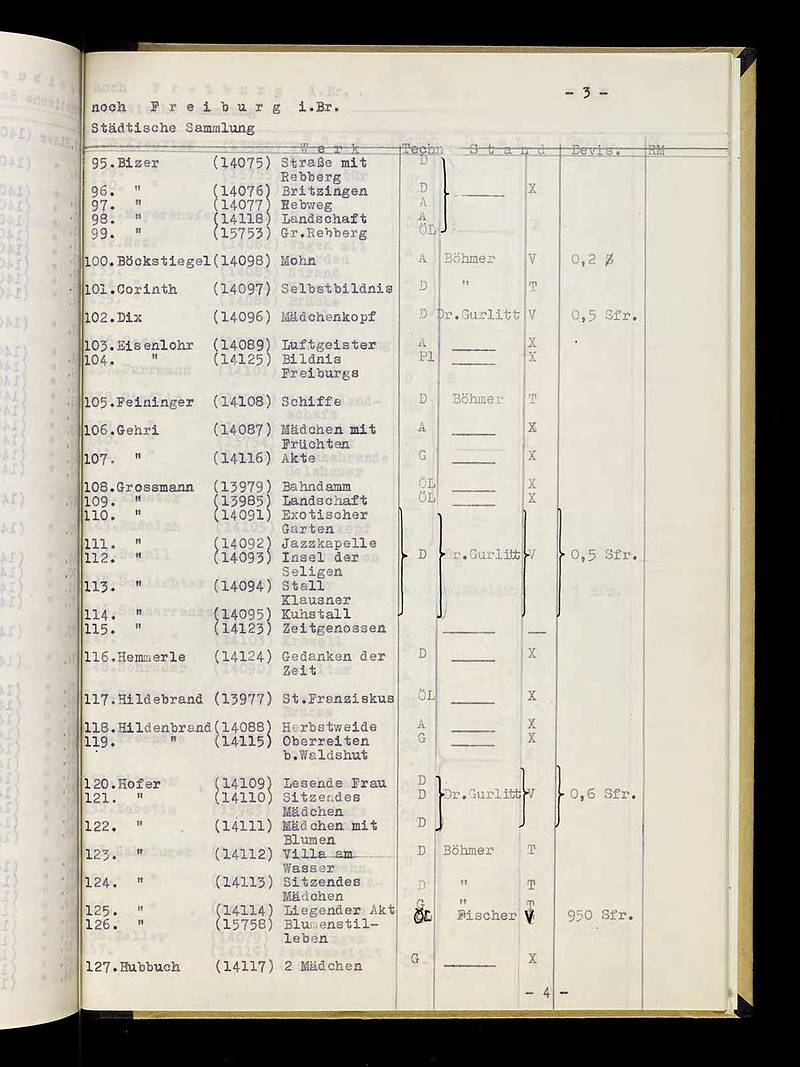 - 3 -
noch F r e i b u r g i.Br.
Städtische Sammlung
W e r k Techn S t a n d Devis. RM
95.Bizer (14075) Straße mit D
Rebberg
96. " (14076) Britzingen D X
97. " (14077) Rebweg A
98. " (14118) Landschaft A
99. " (15753) Gr.Rebberg ÖL
100.Böckstiegel(14098) Mohn A Böhmer V 0,2 $
101.Corinth (14097) Selbstbildnis D " T
102.Dix (14096) Mädchenkopf D Dr.Gurlitt V 0,5 Sfr.
103.Eisenlohr (14089) Luftgeister A X
104. " (14125) Bildnis Pl X
Freiburgs
105.Feininger (14108) Schiffe D Böhmer T
106.Gehri (14087) Mädchen mit A X
Früchten
107. " (14116) Akte G X
108.Grossmann (13979) Bahndamm ÖL X
109. " (13985) Landschaft ÖL X
110. " (14091) Exotischer
Garten
111. " (14092) Jazzkapelle
112. " (14093) Insel der D Dr.Gurlitt V 0,5 Sfr.
Seligen
113. " (14094) Stall
Klausner
114. " (14095) Kuhstall
115. " (14123) Zeitgenossen
116.Hemmerle (14124) Gedanken der D X
Zeit
117.Hildebrand (13977) St.Franziskus ÖL X
118.Hildenbrand(14088) Herbstweide A X
119. " (14115) Oberreiten G X
b.Waldshut
120.Hofer (14109) Lesende Frau D
121. " (14110) Sitzendes D Dr.Gurlitt V 0,6 Sfr.
Mädchen
122. " (14111) Mädchen mit D
Blumen
123. " (14112) Villa am D Böhmer T
Wasser
124. " (14113) Sitzendes D " T
Mädchen
125. " (14114) Liegender Akt G " T
126. " (15758) Blumenstil- ÖL Fischer V 950 Sfr.
leben
127.Hubbuch (14117) 2 Mädchen G X
- 4 -